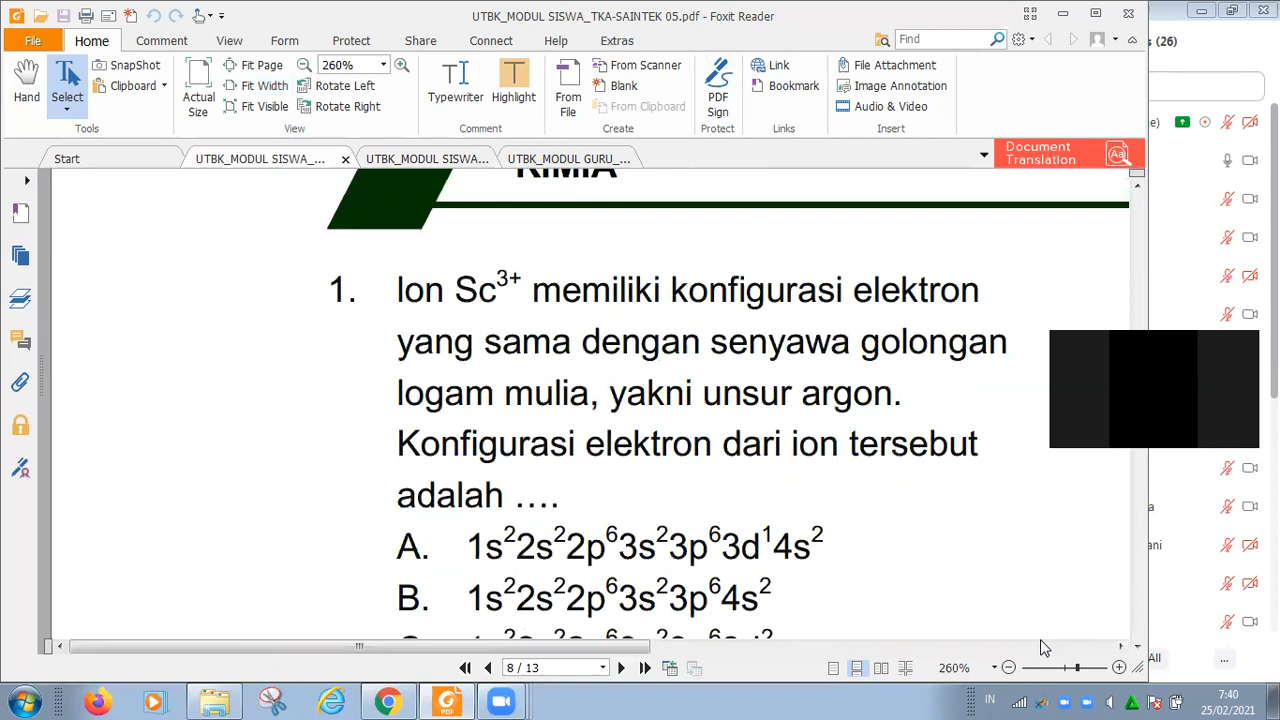 UTBK_MODUL SISWA_TKA-SAINTEK 05.pdf - Foxit Reader
s (26)
File Home Comment View Form Protect Share Connect Help Extras Find
Hand
Select
Tools
SnapShot
Clipboard
Actual Size
Fit Page
Fit Width
Fit Visible
260%
Rotate Left
Rotate Right
View
Typewriter
Highlight
Comment
From File
From Scanner
Blank
From Clipboard
Create
PDF Sign
Protect
Link
Bookmark
Links
File Attachment
Image Annotation
Audio & Video
Insert
e)
Start
UTBK_MODUL SISWA_...
UTBK_MODUL SISWA...
UTBK_MODUL GURU_...
Document Translation
KIMIA
1. Ion Sc³⁺ memiliki konfigurasi elektron
yang sama dengan senyawa golongan
logam mulia, yakni unsur argon.
Konfigurasi elektron dari ion tersebut
adalah ….
A. 1s²2s²2p⁶3s²3p⁶3d¹4s²
B. 1s²2s²2p⁶3s²3p⁶4s²
a
ani
All
...
8 / 13
260%
IN
7:40
25/02/2021